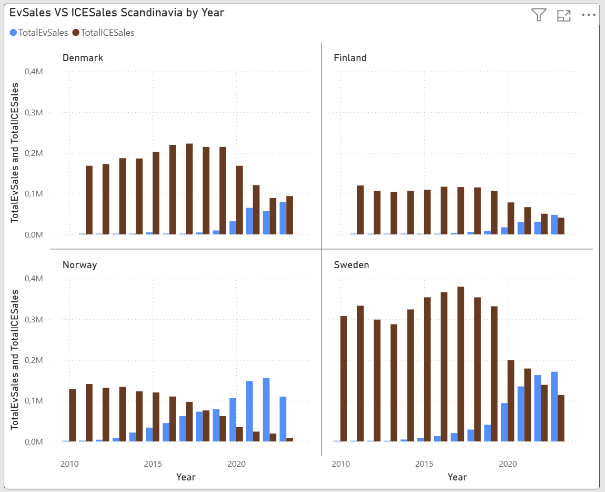 EvSales VS ICESales Scandinavia by Year
TotalEvSales TotalICESales
Denmark
Finland
TotalEvSales and TotalICESales
0,4M
0,3M
0,2M
0,1M
0,0M
Norway
Sweden
TotalEvSales and TotalICESales
0,4M
0,3M
0,2M
0,1M
0,0M
2010 2015 2020
2010 2015 2020
Year
Year